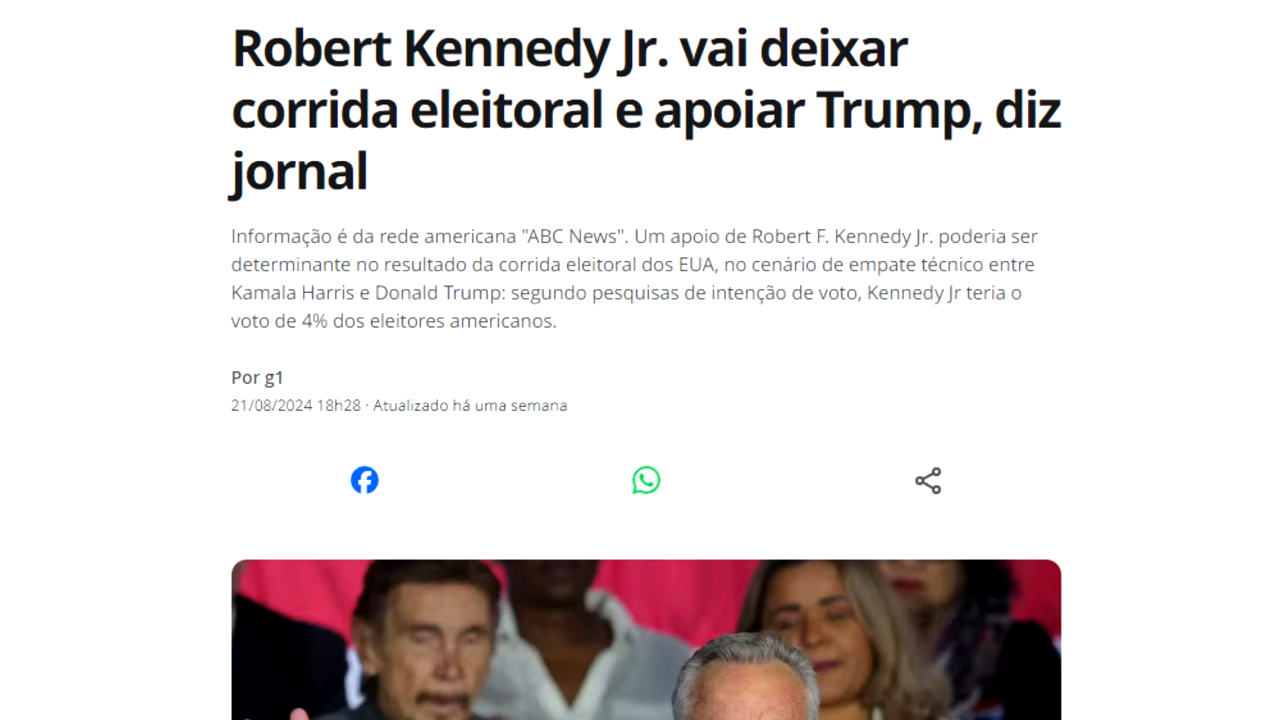 Robert Kennedy Jr. vai deixar
corrida eleitoral e apoiar Trump, diz
jornal
Informação é da rede americana "ABC News". Um apoio de Robert F. Kennedy Jr. poderia ser
determinante no resultado da corrida eleitoral dos EUA, no cenário de empate técnico entre
Kamala Harris e Donald Trump: segundo pesquisas de intenção de voto, Kennedy Jr teria o
voto de 4% dos eleitores americanos.
Por g1
21/08/2024 18h28 · Atualizado há uma semana